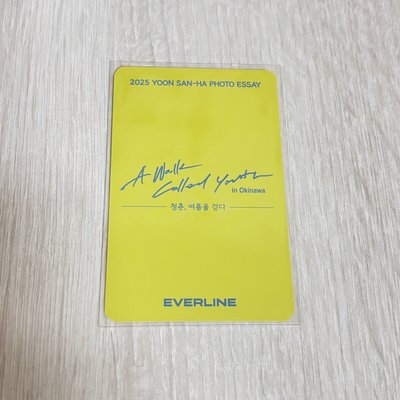 2025 YOON SAN-HA PHOTO ESSAY
A Walk
Called Youth
in Okinawa
청춘, 여름을 걷다
EVERLINE